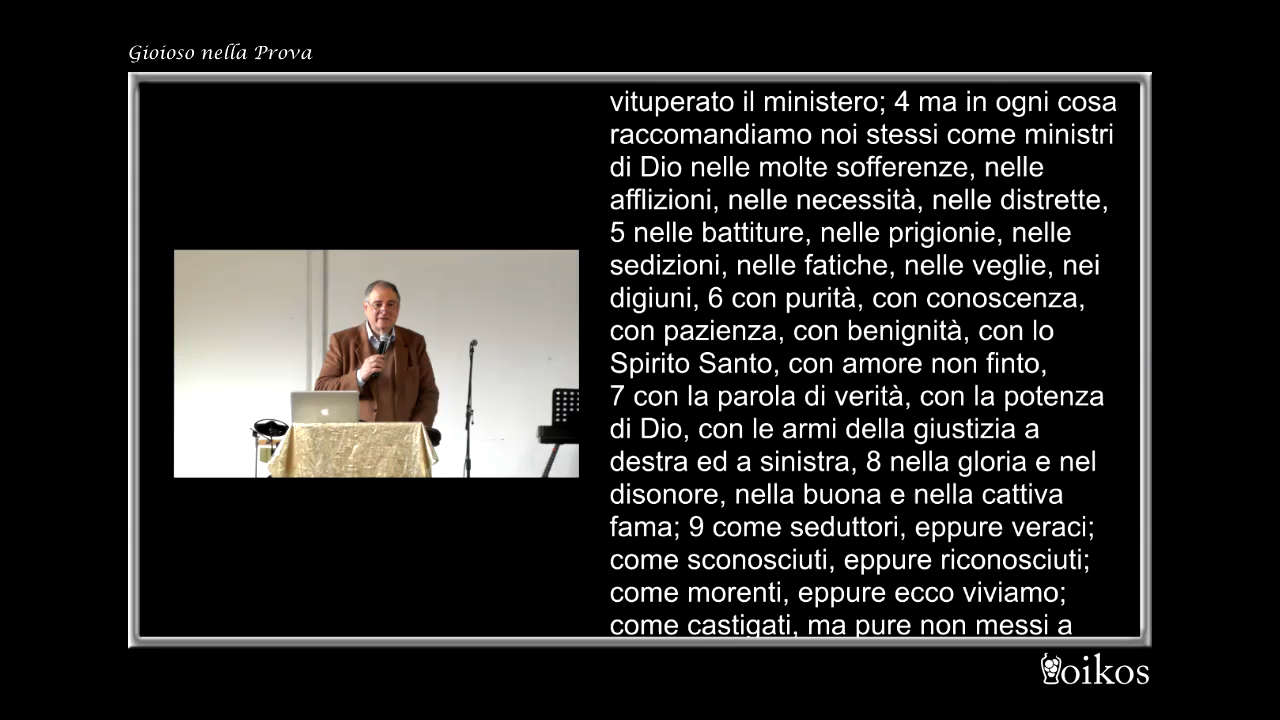 Gioioso nella Prova
vituperato il ministero; 4 ma in ogni cosa
raccomandiamo noi stessi come ministri
di Dio nelle molte sofferenze, nelle
afflizioni, nelle necessità, nelle distrette,
5 nelle battiture, nelle prigionie, nelle
sedizioni, nelle fatiche, nelle veglie, nei
digiuni, 6 con purità, con conoscenza,
con pazienza, con benignità, con lo
Spirito Santo, con amore non finto,
7 con la parola di verità, con la potenza
di Dio, con le armi della giustizia a
destra ed a sinistra, 8 nella gloria e nel
disonore, nella buona e nella cattiva
fama; 9 come seduttori, eppure veraci;
come sconosciuti, eppure riconosciuti;
come morenti, eppure ecco viviamo;
come castigati, ma pure non messi a
oikos